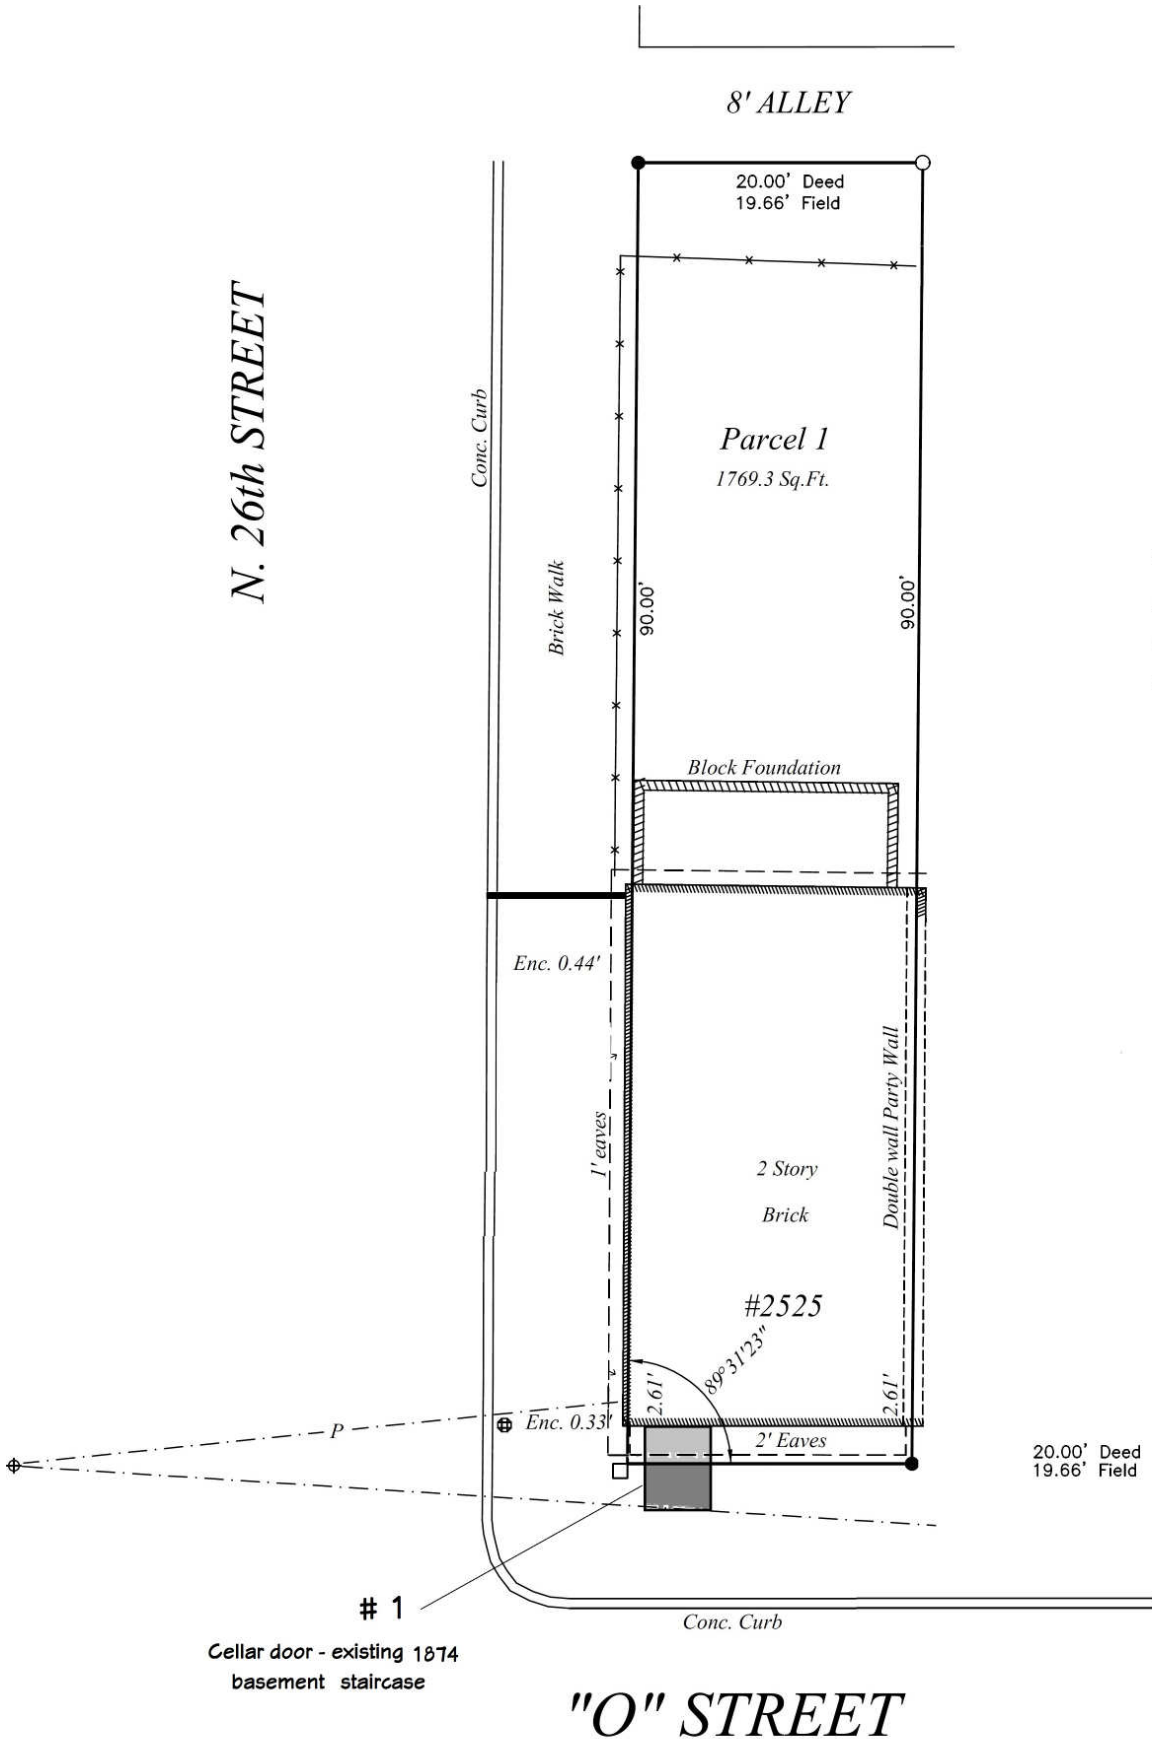 8' ALLEY
20.00' Deed
19.66' Field
N. 26th STREET
Conc. Curb
Parcel 1
1769.3 Sq.Ft.
Brick Walk
90.00'
90.00'
Block Foundation
Enc. 0.44'
1' eaves
Double wall Party Wall
2 Story
Brick
#2525
89°31'23"
2.61'
2.61'
P
Enc. 0.33'
2' Eaves
20.00' Deed
19.66' Field
# 1
Cellar door - existing 1874
basement staircase
Conc. Curb
"O" STREET